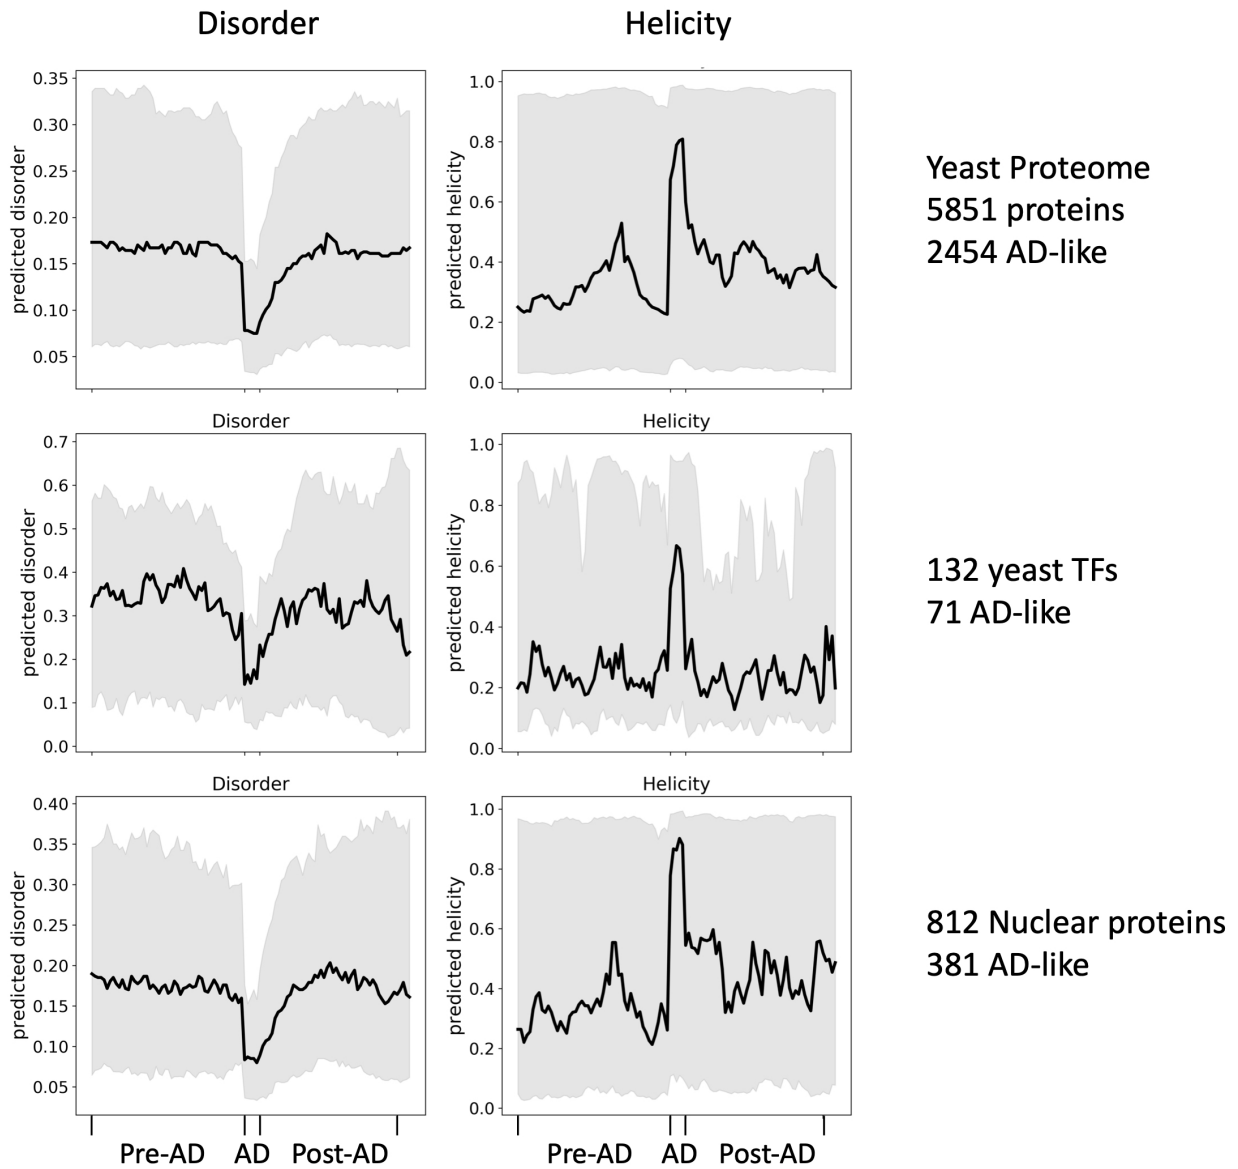 Disorder
Helicity
0.35
0.30
0.25
0.20
0.15
0.10
0.05
predicted disorder
1.0
0.8
0.6
0.4
0.2
0.0
predicted helicity
Yeast Proteome
5851 proteins
2454 AD-like
Disorder
0.7
0.6
0.5
0.4
0.3
0.2
0.1
0.0
predicted disorder
Helicity
1.0
0.8
0.6
0.4
0.2
0.0
predicted helicity
132 yeast TFs
71 AD-like
Disorder
0.40
0.35
0.30
0.25
0.20
0.15
0.10
0.05
predicted disorder
Helicity
1.0
0.8
0.6
0.4
0.2
0.0
predicted helicity
812 Nuclear proteins
381 AD-like
Pre-AD AD Post-AD
Pre-AD AD Post-AD